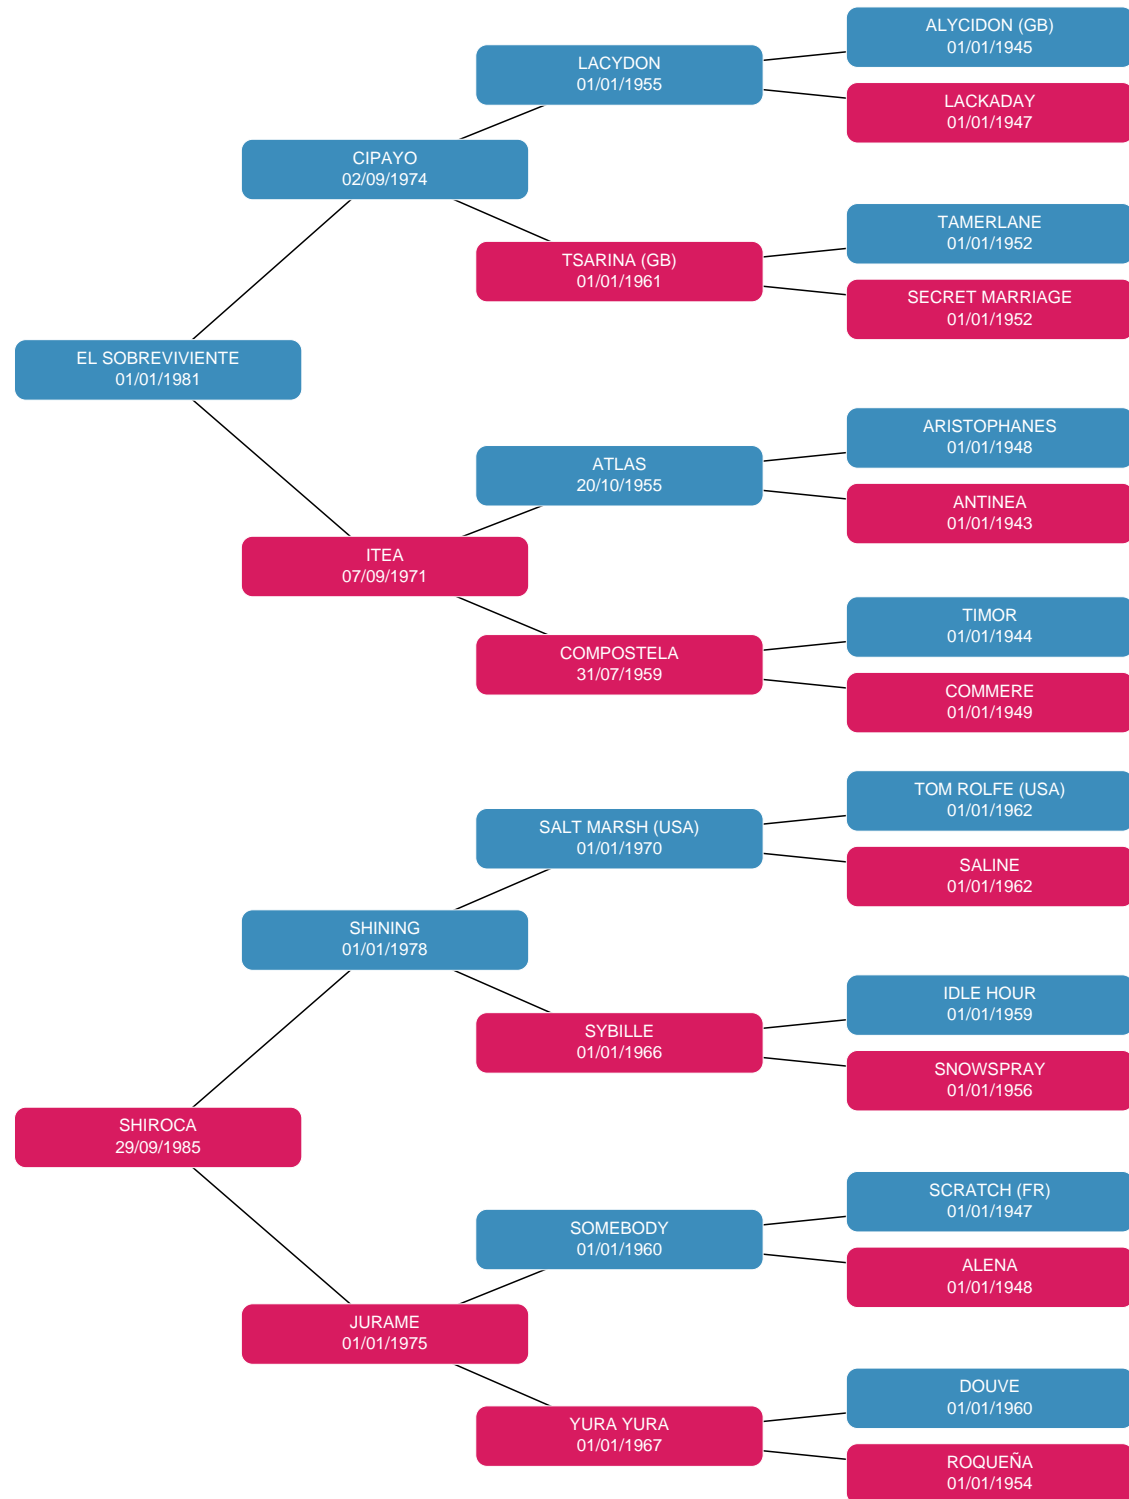 ALYCIDON (GB)
01/01/1945
LACYDON
01/01/1955
LACKADAY
01/01/1947
CIPAYO
02/09/1974
TAMERLANE
01/01/1952
TSARINA (GB)
01/01/1961
SECRET MARRIAGE
01/01/1952
EL SOBREVIVIENTE
01/01/1981
ARISTOPHANES
01/01/1948
ATLAS
20/10/1955
ANTINEA
01/01/1943
ITEA
07/09/1971
TIMOR
01/01/1944
COMPOSTELA
31/07/1959
COMMERE
01/01/1949
TOM ROLFE (USA)
01/01/1962
SALT MARSH (USA)
01/01/1970
SALINE
01/01/1962
SHINING
01/01/1978
IDLE HOUR
01/01/1959
SYBILLE
01/01/1966
SNOWSPRAY
01/01/1956
SHIROCA
29/09/1985
SCRATCH (FR)
01/01/1947
SOMEBODY
01/01/1960
ALENA
01/01/1948
JURAME
01/01/1975
DOUVE
01/01/1960
YURA YURA
01/01/1967
ROQUEÑA
01/01/1954